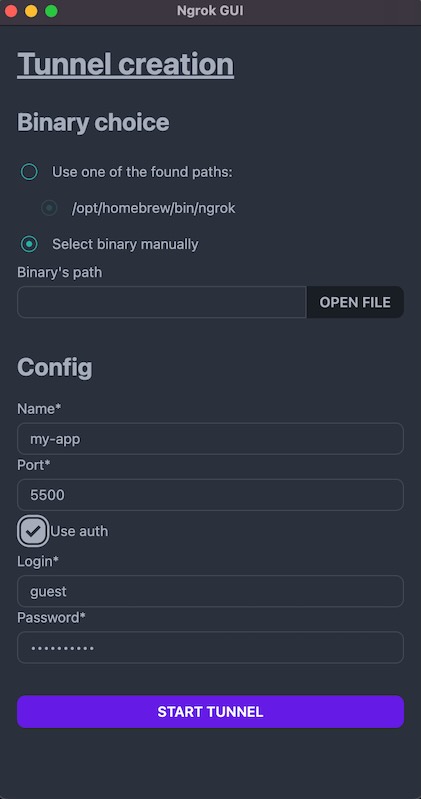 Ngrok GUI
Tunnel creation
Binary choice
Use one of the found paths:
/opt/homebrew/bin/ngrok
Select binary manually
Binary's path
OPEN FILE
Config
Name*
my-app
Port*
5500
Use auth
Login*
guest
Password*
••••••••••
START TUNNEL